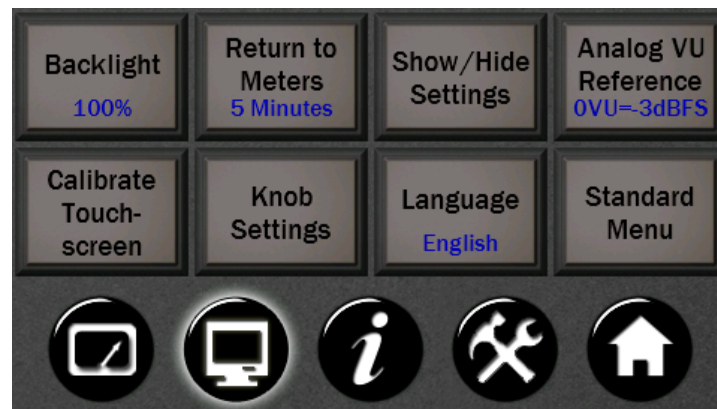 Backlight
100%
Return to
Meters
5 Minutes
Show/Hide
Settings
Analog VU
Reference
0VU=-3dBFS
Calibrate
Touch-
screen
Knob
Settings
Language
English
Standard
Menu
i